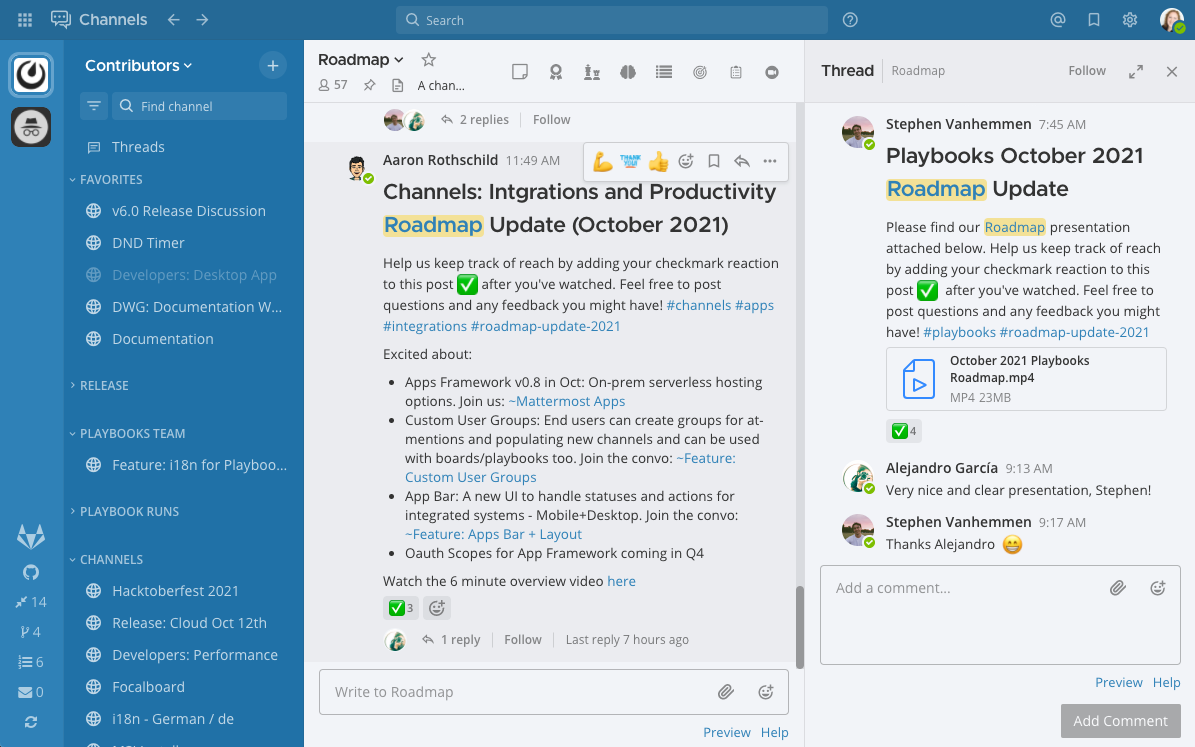 Channels
Search
Contributors
Find channel
Threads
FAVORITES
v6.0 Release Discussion
DND Timer
Developers: Desktop App
DWG: Documentation W...
Documentation
RELEASE
PLAYBOOKS TEAM
Feature: i18n for Playboo...
PLAYBOOK RUNS
CHANNELS
Hacktoberfest 2021
Release: Cloud Oct 12th
Developers: Performance
Focalboard
i18n - German / de
14
4
6
0
Roadmap
57
A chan...
2 replies
Follow
Aaron Rothschild 11:49 AM
THANK YOU!
Channels: Intgrations and Productivity
Roadmap Update (October 2021)
Help us keep track of reach by adding your checkmark reaction
to this post ✅ after you've watched. Feel free to post
questions and any feedback you might have! #channels #apps
#integrations #roadmap-update-2021
Excited about:
• Apps Framework v0.8 in Oct: On-prem serverless hosting
options. Join us: ~Mattermost Apps
• Custom User Groups: End users can create groups for at-
mentions and populating new channels and can be used
with boards/playbooks too. Join the convo: ~Feature:
Custom User Groups
• App Bar: A new UI to handle statuses and actions for
integrated systems - Mobile+Desktop. Join the convo:
~Feature: Apps Bar + Layout
• Oauth Scopes for App Framework coming in Q4
Watch the 6 minute overview video here
✅ 3
1 reply
Follow
Last reply 7 hours ago
Write to Roadmap
Preview Help
Thread
Roadmap
Follow
Stephen Vanhemmen 7:45 AM
Playbooks October 2021
Roadmap Update
Please find our Roadmap presentation
attached below. Help us keep track of reach
by adding your checkmark reaction to this
post ✅ after you've watched. Feel free to
post questions and any feedback you might
have! #playbooks #roadmap-update-2021
October 2021 Playbooks
Roadmap.mp4
MP4 23MB
✅ 4
Alejandro García 9:13 AM
Very nice and clear presentation, Stephen!
Stephen Vanhemmen 9:17 AM
Thanks Alejandro 😁
Add a comment...
Preview Help
Add Comment